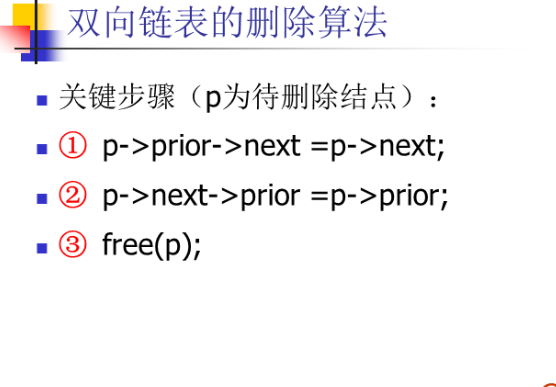 双向链表的删除算法
关键步骤（p为待删除结点）：
① p->prior->next =p->next;
② p->next->prior =p->prior;
③ free(p);